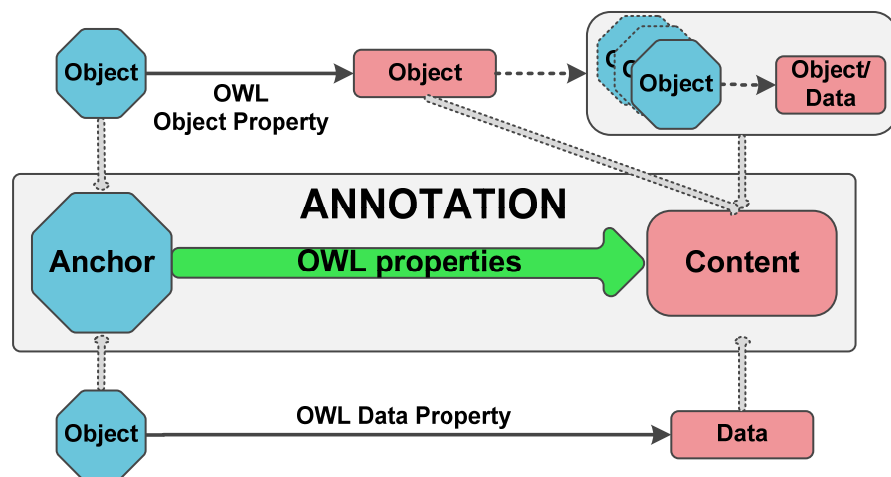 Object
OWL
Object Property
Object
Object
Object/
Data
ANNOTATION
Anchor
OWL properties
Content
Object
OWL Data Property
Data